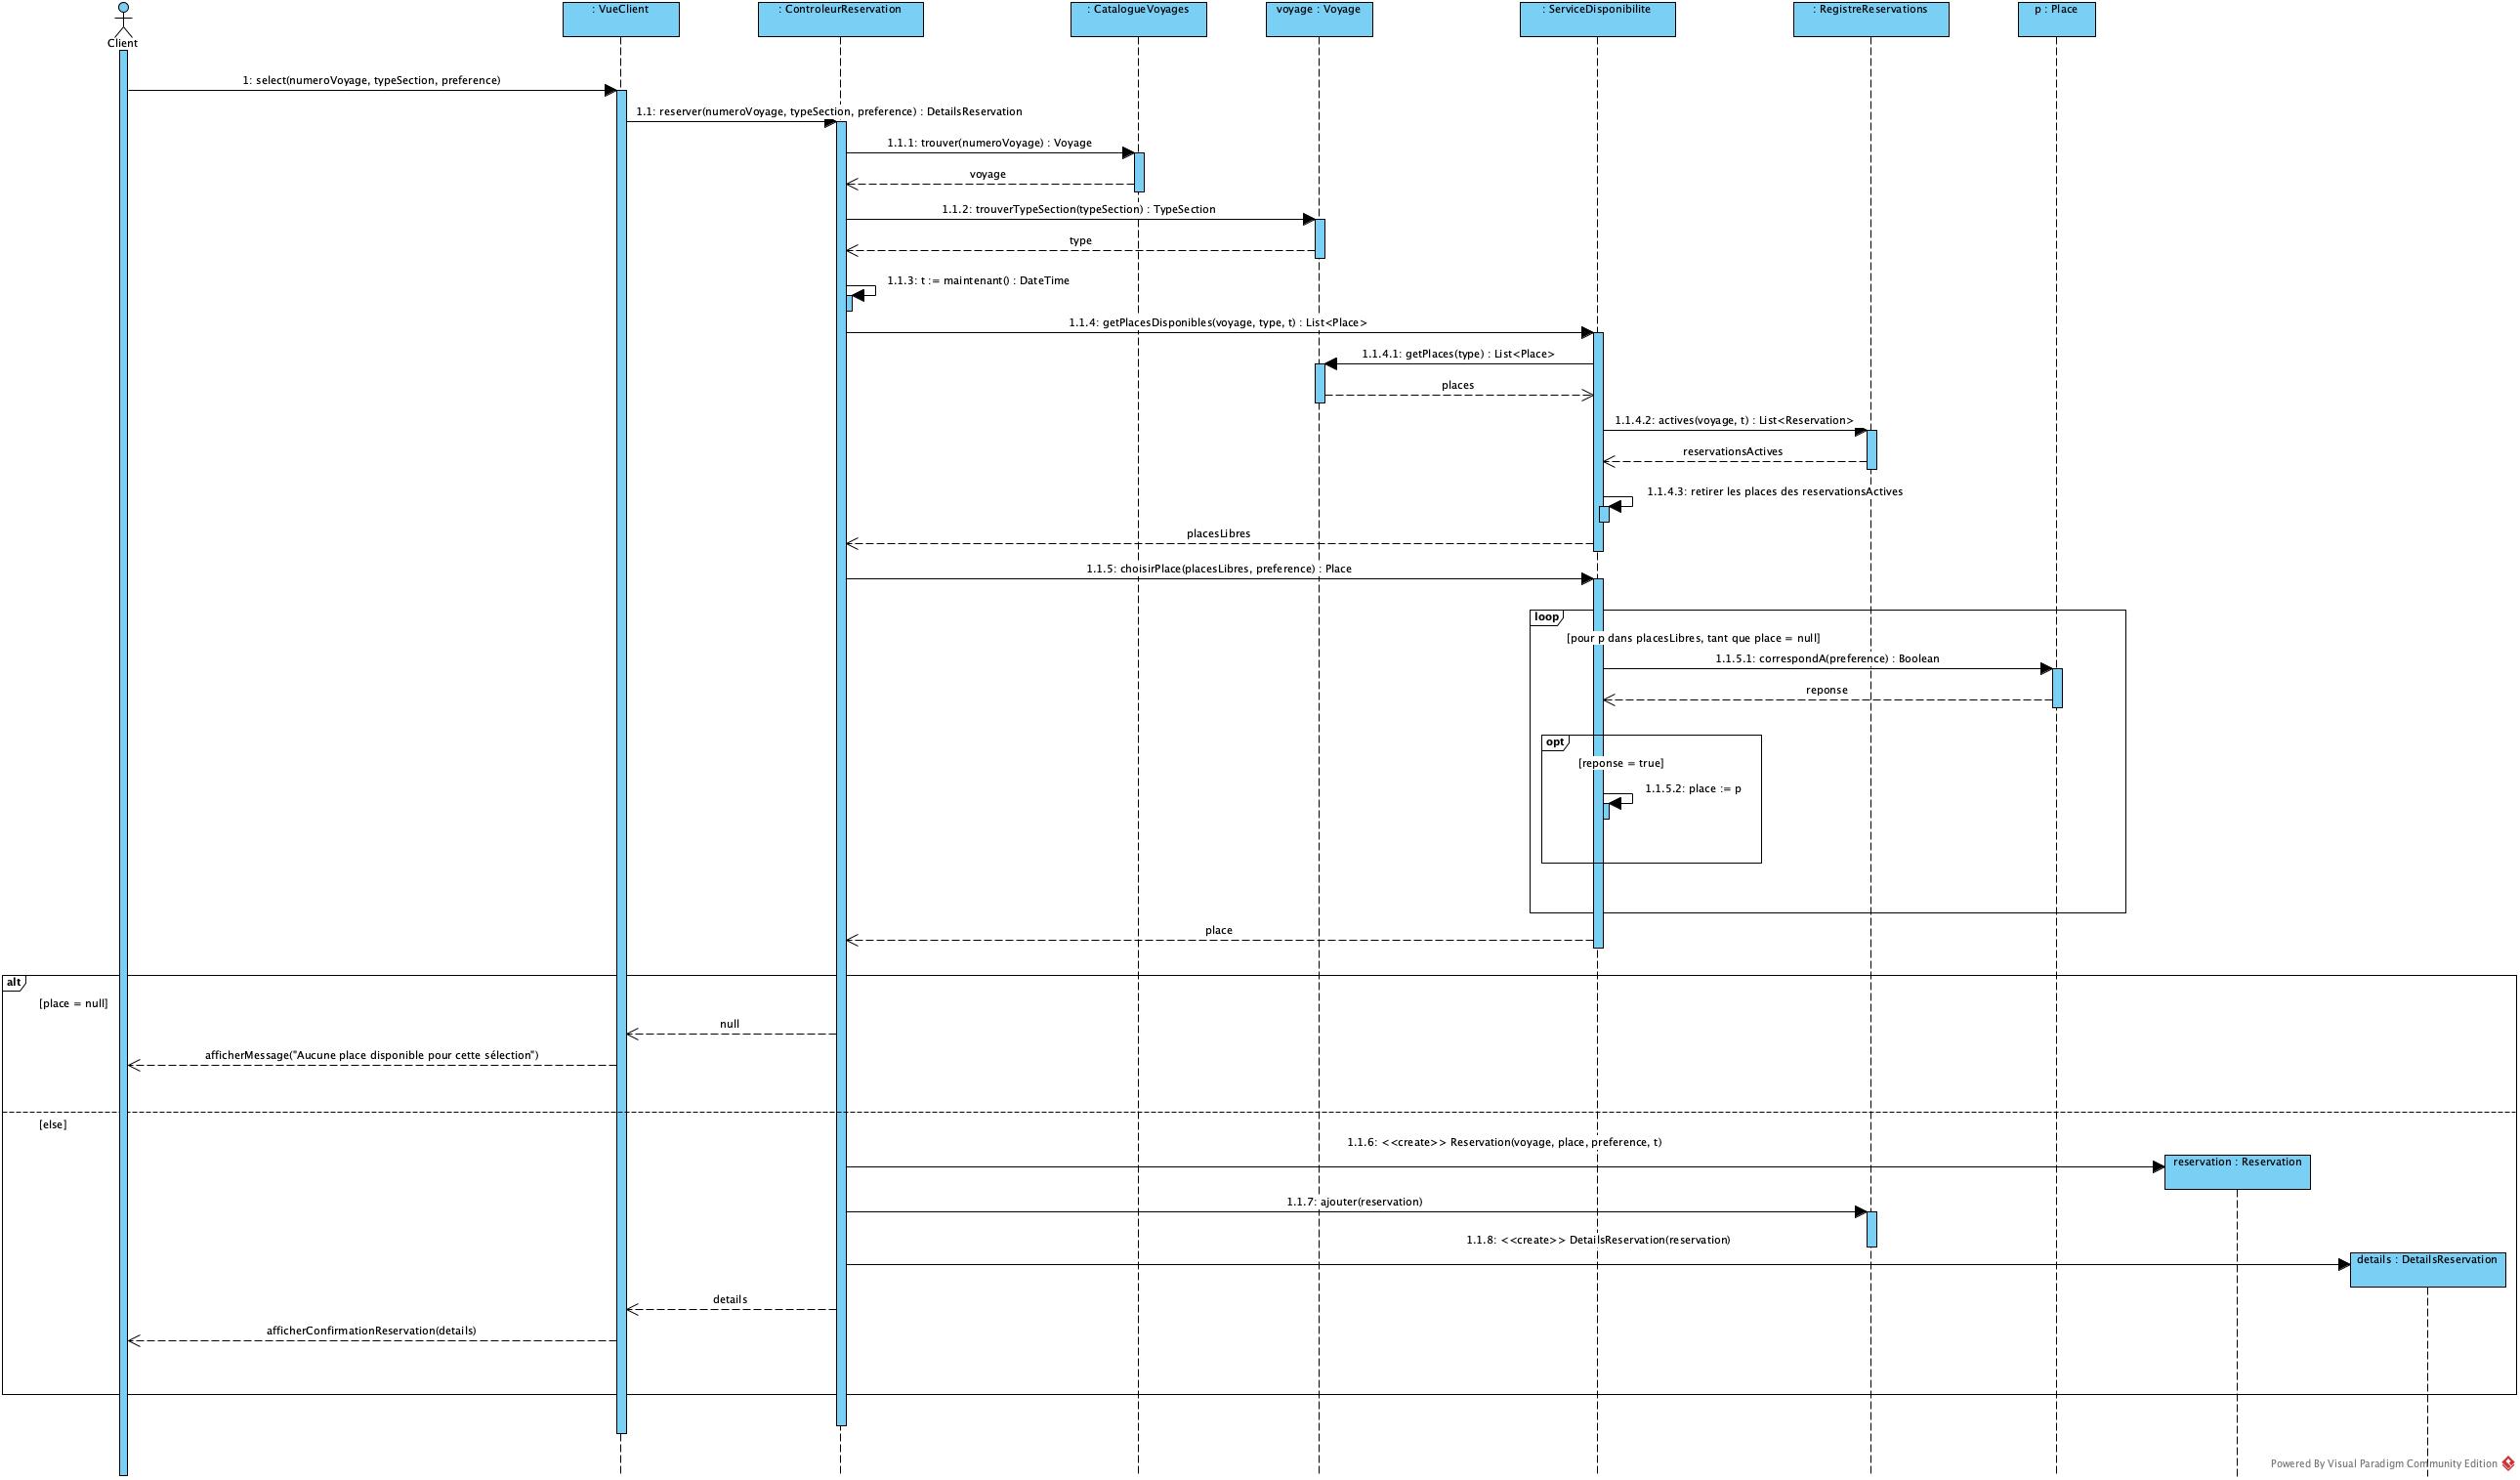 : VueClient
: ControleurReservation
: CatalogueVoyages
voyage : Voyage
: ServiceDisponibilite
: RegistreReservations
p : Place
Client
1: select(numeroVoyage, typeSection, preference)
1.1: reserver(numeroVoyage, typeSection, preference) : DetailsReservation
1.1.1: trouver(numeroVoyage) : Voyage
voyage
1.1.2: trouverTypeSection(typeSection) : TypeSection
type
1.1.3: t := maintenant() : DateTime
1.1.4: getPlacesDisponibles(voyage, type, t) : List<Place>
1.1.4.1: getPlaces(type) : List<Place>
places
1.1.4.2: actives(voyage, t) : List<Reservation>
reservationsActives
1.1.4.3: retirer les places des reservationsActives
placesLibres
1.1.5: choisirPlace(placesLibres, preference) : Place
loop
[pour p dans placesLibres, tant que place = null]
1.1.5.1: correspondA(preference) : Boolean
reponse
opt
[reponse = true]
1.1.5.2: place := p
place
alt
[place = null]
null
afficherMessage("Aucune place disponible pour cette sélection")
[else]
1.1.6: <<create>> Reservation(voyage, place, preference, t)
reservation : Reservation
1.1.7: ajouter(reservation)
1.1.8: <<create>> DetailsReservation(reservation)
details : DetailsReservation
details
afficherConfirmationReservation(details)
Powered By Visual Paradigm Community Edition